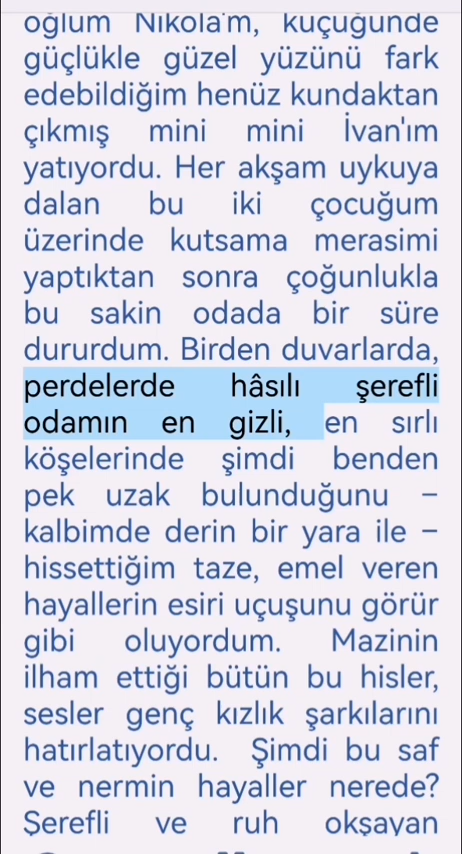 oğlum Nikola'm, küçüğünde
güçlükle güzel yüzünü fark
edebildiğim henüz kundaktan
çıkmış mini mini İvan'ım
yatıyordu. Her akşam uykuya
dalan bu iki çocuğum
üzerinde kutsama merasimi
yaptıktan sonra çoğunlukla
bu sakin odada bir süre
dururdum. Birden duvarlarda,
perdelerde hâsılı şerefli
odamın en gizli, en sırlı
köşelerinde şimdi benden
pek uzak bulunduğunu –
kalbimde derin bir yara ile –
hissettiğim taze, emel veren
hayallerin esiri uçuşunu görür
gibi oluyordum. Mazinin
ilham ettiği bütün bu hisler,
sesler genç kızlık şarkılarını
hatırlatıyordu. Şimdi bu saf
ve nermin hayaller nerede?
Şerefli ve ruh okşayan